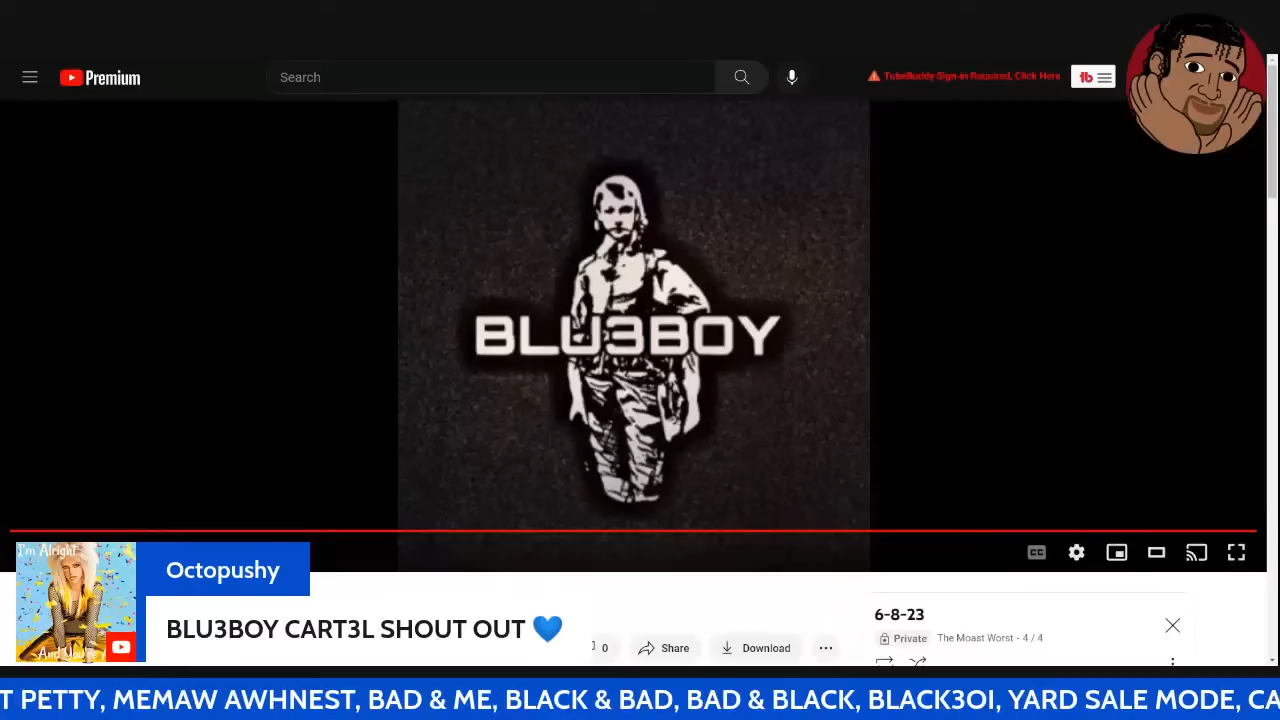 Premium
Search
TubeBuddy Sign-in Required, Click Here
tb
BLU3BOY
CC
I'm Alright
Octopushy
BLU3BOY CART3L SHOUT OUT 💙
0
Share
Download
6-8-23
Private
The Moast Worst - 4 / 4
T PETTY, MEMAW AWHNEST, BAD & ME, BLACK & BAD, BAD & BLACK, BLACK3OI, YARD SALE MODE, CA